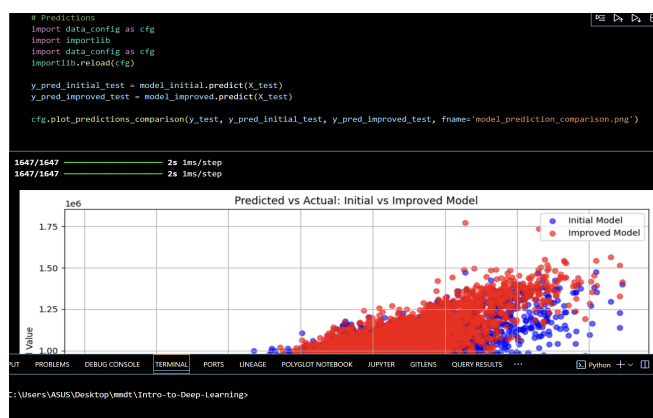 # Predictions
import data_config as cfg
import importlib
import data_config as cfg
importlib.reload(cfg)
y_pred_initial_test = model_initial.predict(X_test)
y_pred_improved_test = model_improved.predict(X_test)
cfg.plot_predictions_comparison(y_test, y_pred_initial_test, y_pred_improved_test, fname='model_prediction_comparison.png')
1647/1647 2s 1ms/step
1647/1647 2s 1ms/step
Predicted vs Actual: Initial vs Improved Model
1e6
Initial Model
Improved Model
1.75
1.50
1.25
1.00
Value
PUT PROBLEMS DEBUG CONSOLE TERMINAL PORTS LINEAGE POLYGLOT NOTEBOOK JUPYTER GITLENS QUERY RESULTS ··· Python
C:\Users\ASUS\Desktop\mmdt\Intro-to-Deep-Learning>